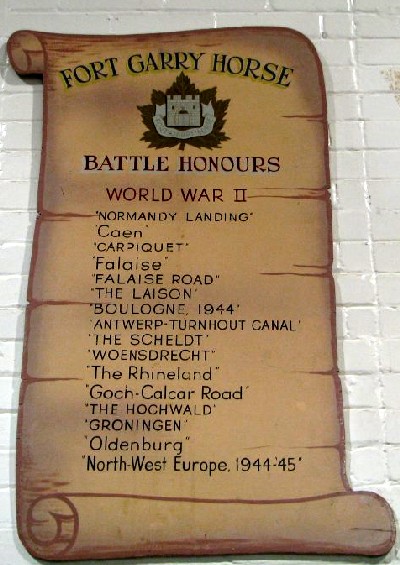 FORT GARRY HORSE
BATTLE HONOURS
WORLD WAR II
"NORMANDY LANDING"
"Caen"
"CARPIQUET"
"Falaise"
"FALAISE ROAD"
"THE LAISON"
"BOULOGNE, 1944"
"ANTWERP-TURNHOUT CANAL"
"THE SCHELDT"
"WOENSDRECHT"
"The Rhineland"
"Goch-Calcar Road"
"THE HOCHWALD"
"GRONINGEN"
"Oldenburg"
"North-West Europe, 1944-'45"